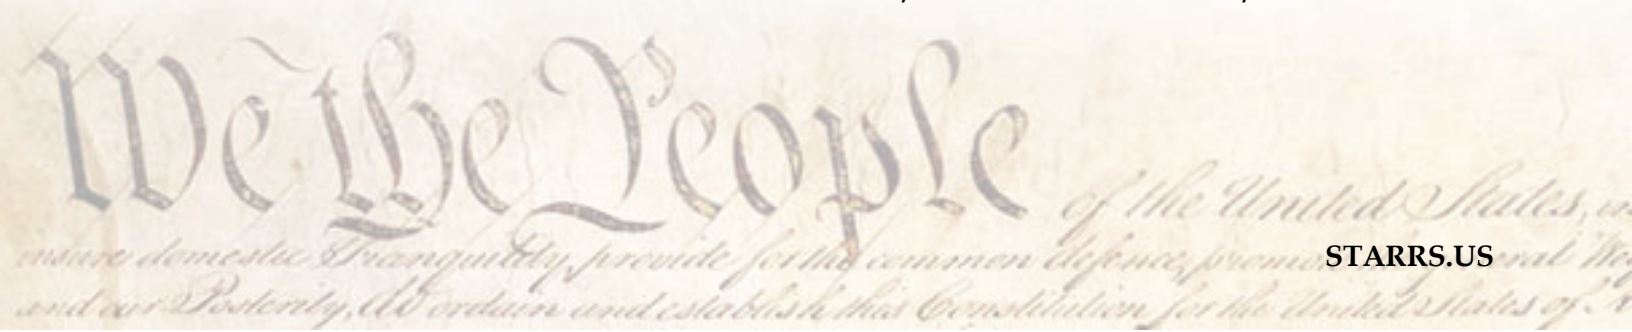 We the People of the United States,
insure domestic Tranquility, provide for the common defence,
STARRS.US
and our Posterity, do ordain and establish this Constitution for the United States of